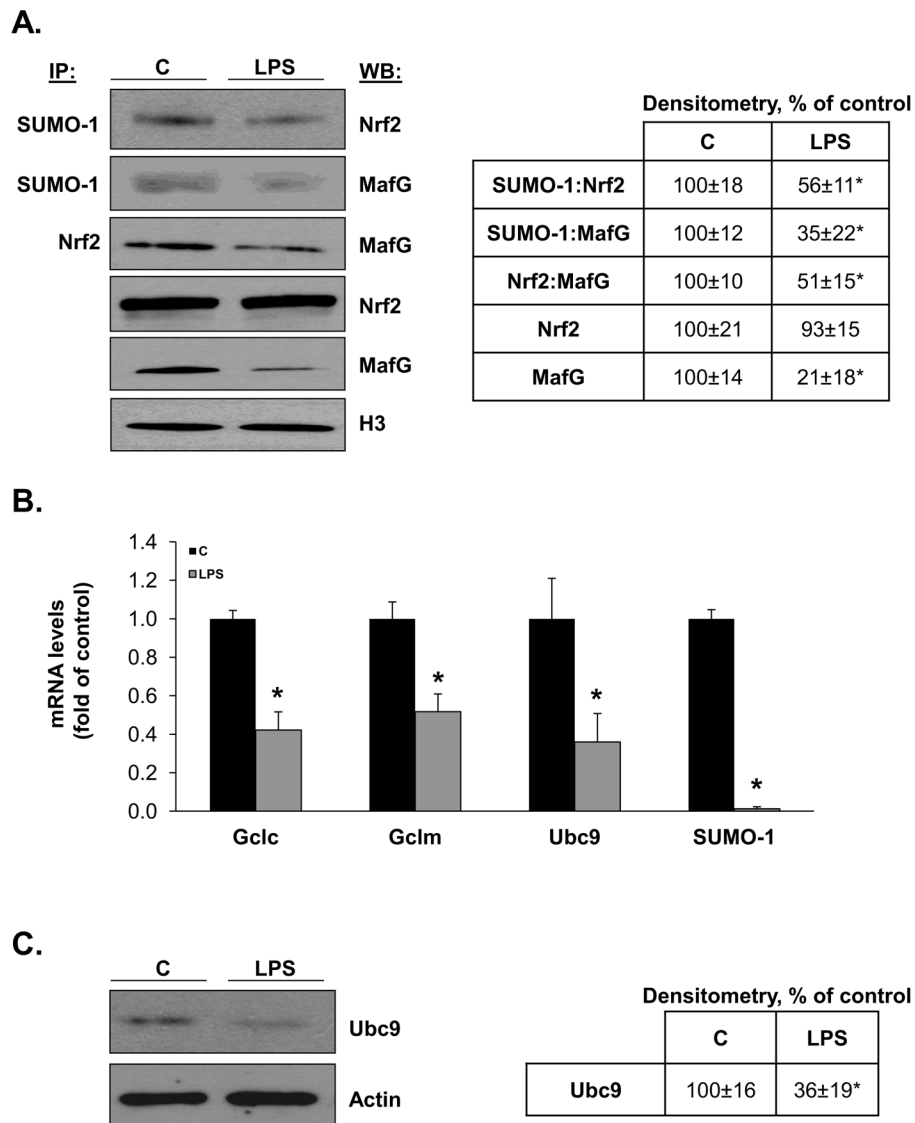 A.
IP: C LPS WB:
SUMO-1 Nrf2
SUMO-1 MafG
Nrf2 MafG
Nrf2
MafG
H3
Densitometry, % of control
C LPS
SUMO-1:Nrf2 100±18 56±11*
SUMO-1:MafG 100±12 35±22*
Nrf2:MafG 100±10 51±15*
Nrf2 100±21 93±15
MafG 100±14 21±18*
B.
mRNA levels
(fold of control)
1.4
1.2
1.0
0.8
0.6
0.4
0.2
0.0
C
LPS
* * * *
Gclc Gclm Ubc9 SUMO-1
C.
C LPS
Ubc9
Actin
Densitometry, % of control
C LPS
Ubc9 100±16 36±19*